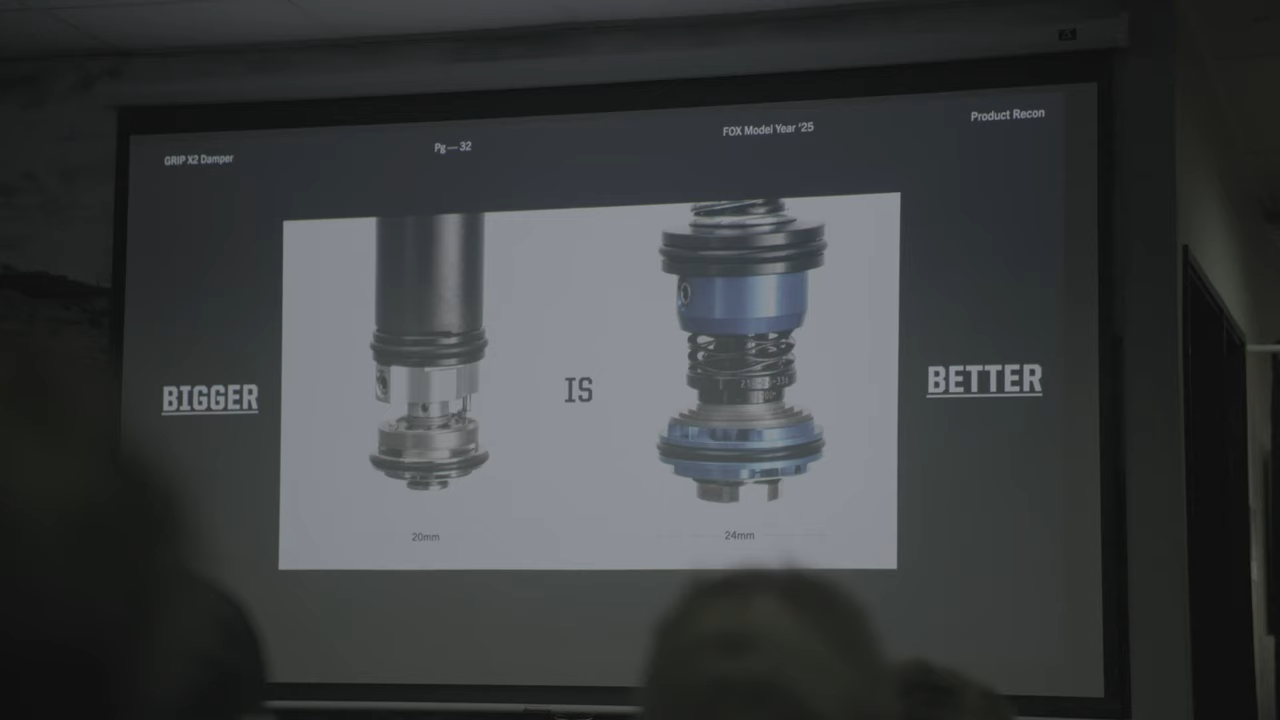 GRIP X2 Damper
Pg — 32
FOX Model Year '25
Product Recon
BIGGER
IS
BETTER
20mm
24mm